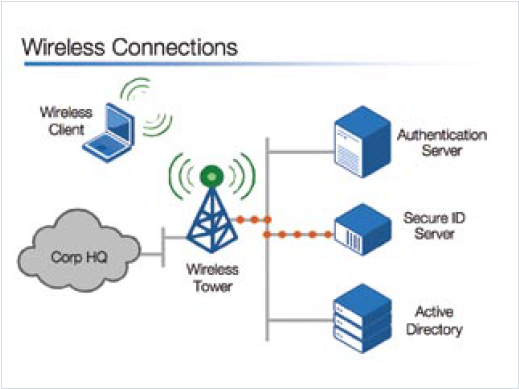 Wireless Connections
Wireless
Client
Authentication
Server
Secure ID
Server
Corp HQ
Wireless
Tower
Active
Directory